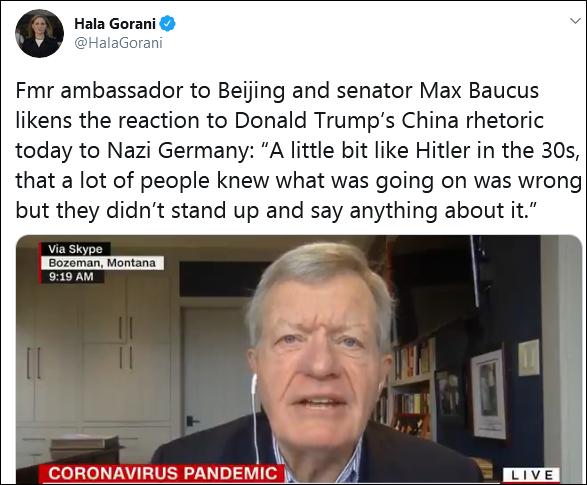 Hala Gorani
@HalaGorani
Fmr ambassador to Beijing and senator Max Baucus
likens the reaction to Donald Trump’s China rhetoric
today to Nazi Germany: “A little bit like Hitler in the 30s,
that a lot of people knew what was going on was wrong
but they didn’t stand up and say anything about it.”
Via Skype
Bozeman, Montana
9:19 AM
CORONAVIRUS PANDEMIC
LIVE